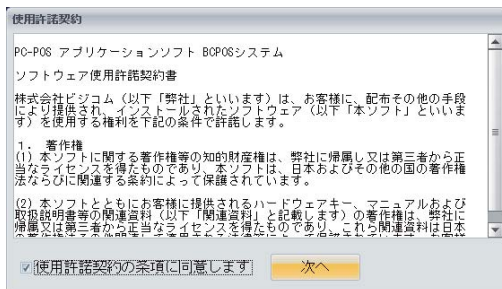 使用許諾契約
PC-POS アプリケーションソフト BCPOSシステム
ソフトウェア使用許諾契約書
株式会社ビジコム（以下「弊社」といいます）は、お客様に、配布その他の手段
により提供され、インストールされたソフトウェア（以下「本ソフト」といいま
す）を使用する権利を下記の条件で許諾します。
１． 著作権
(1) 本ソフトに関する著作権等の知的財産権は、弊社に帰属し又は第三者から正
当なライセンスを得たものであり、本ソフトは、日本およびその他の国の著作権
法ならびに関連する条約によって保護されています。
(2) 本ソフトとともにお客様に提供されるハードウェアキー、マニュアルおよび
取扱説明書等の関連資料（以下「関連資料」と記載します）の著作権は、弊社に
帰属又は第三者から正当なライセンスを得たものであり、これら関連資料は日本
使用許諾契約の条項に同意します
次へ